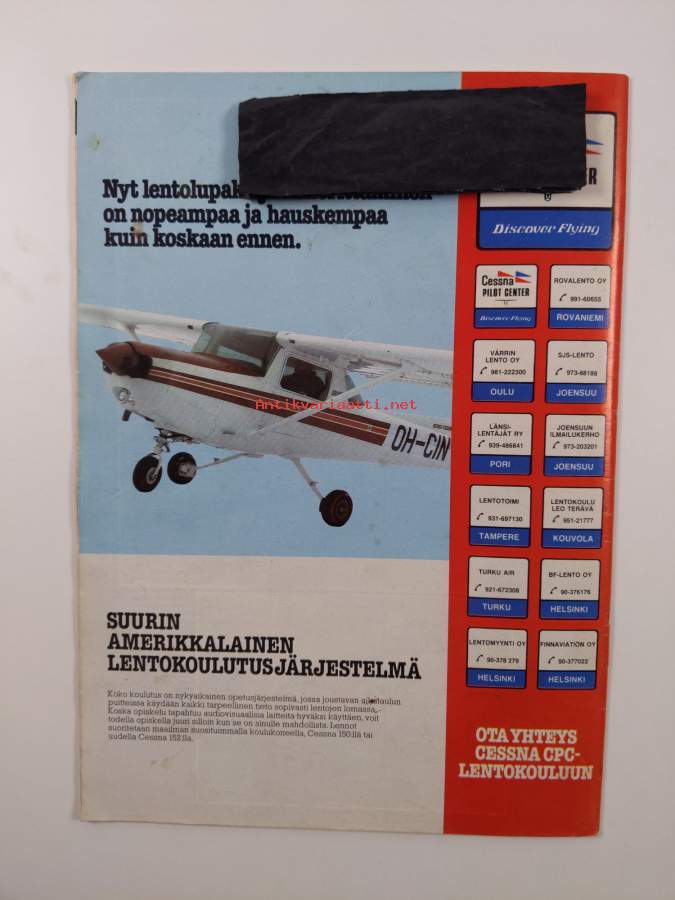 Nyt lentolupak
on nopeampaa ja hauskempaa
kuin koskaan ennen.
Discover Flying
Cessna
PILOT CENTER
Discover Flying
ROVALENTO OY
991-60655
ROVANIEMI
VÄRRIN
LENTO OY
981-222300
OULU
SJS-LENTO
973-88188
JOENSUU
LÄNSI-
LENTÄJÄT RY
939-486841
PORI
JOENSUUN
ILMAILUKERHO
973-203201
JOENSUU
LENTOTOIMI
931-697130
TAMPERE
LENTOKOULU
LEO TERÄVÄ
951-21777
KOUVOLA
TURKU AIR
921-672308
TURKU
BF-LENTO OY
90-376176
HELSINKI
LENTOMYYNTI OY
90-378 279
HELSINKI
FINNAVIATION OY
90-377022
HELSINKI
OH-CIN
Antikvariaatti.net
SUURIN
AMERIKKALAINEN
LENTOKOULUTUSJÄRJESTELMÄ
Koko koulutus on nykyaikainen opetusjärjestelmä, jossa joustavan aikataulun
puitteissa käydään kaikki tarpeellinen tieto sopivasti lentojen lomassa.
Koska opiskelu tapahtuu audiovisuaalisia laitteita hyväksi käyttäen, voit
todella opiskella juuri silloin kun se on sinulle mahdollista. Lennot
suoritetaan maailman suosituimmalla koulukoneella, Cessna 150:llä tai
uudella Cessna 152:lla.
OTA YHTEYS
CESSNA CPC-
LENTOKOULUUN